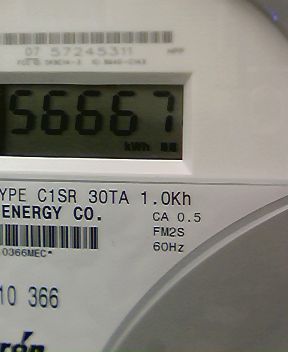 07 57245311
56667
kWh
YPE C1SR 30TA 1.0Kh
ENERGY CO.
CA 0.5
FM2S
0366MEC*
60Hz
10 366
rón